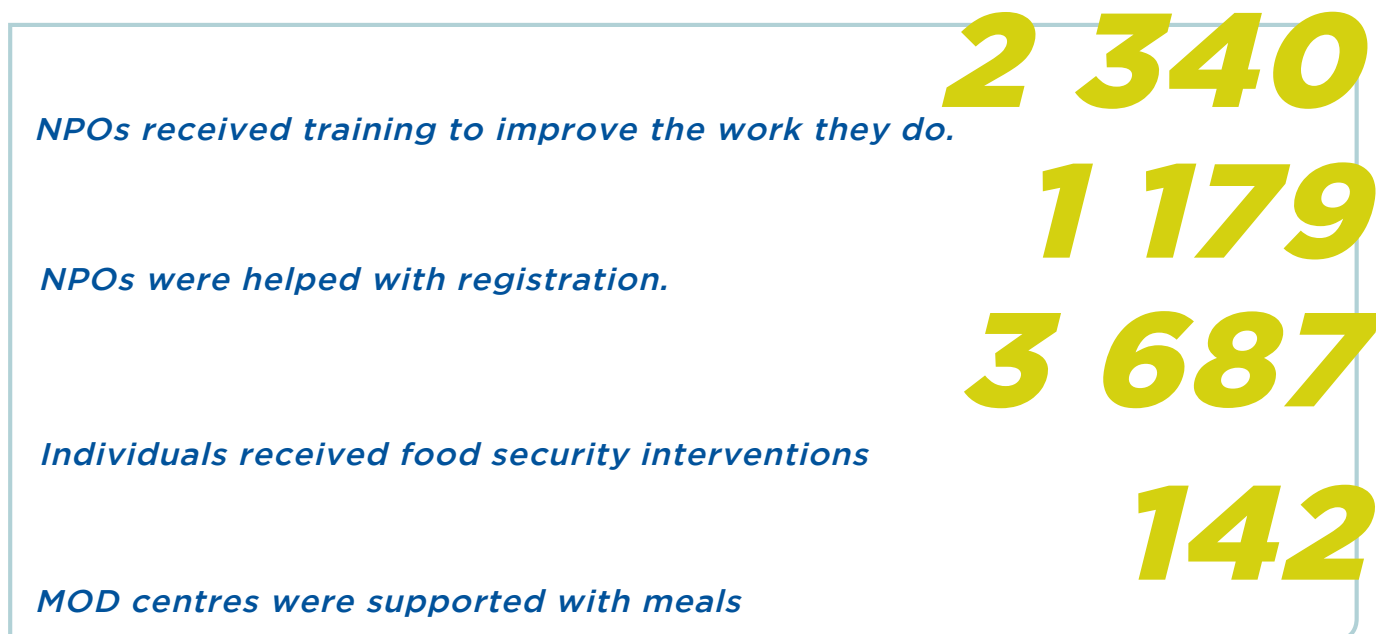 2 340
NPOs received training to improve the work they do.
1 179
NPOs were helped with registration.
3 687
Individuals received food security interventions
142
MOD centres were supported with meals